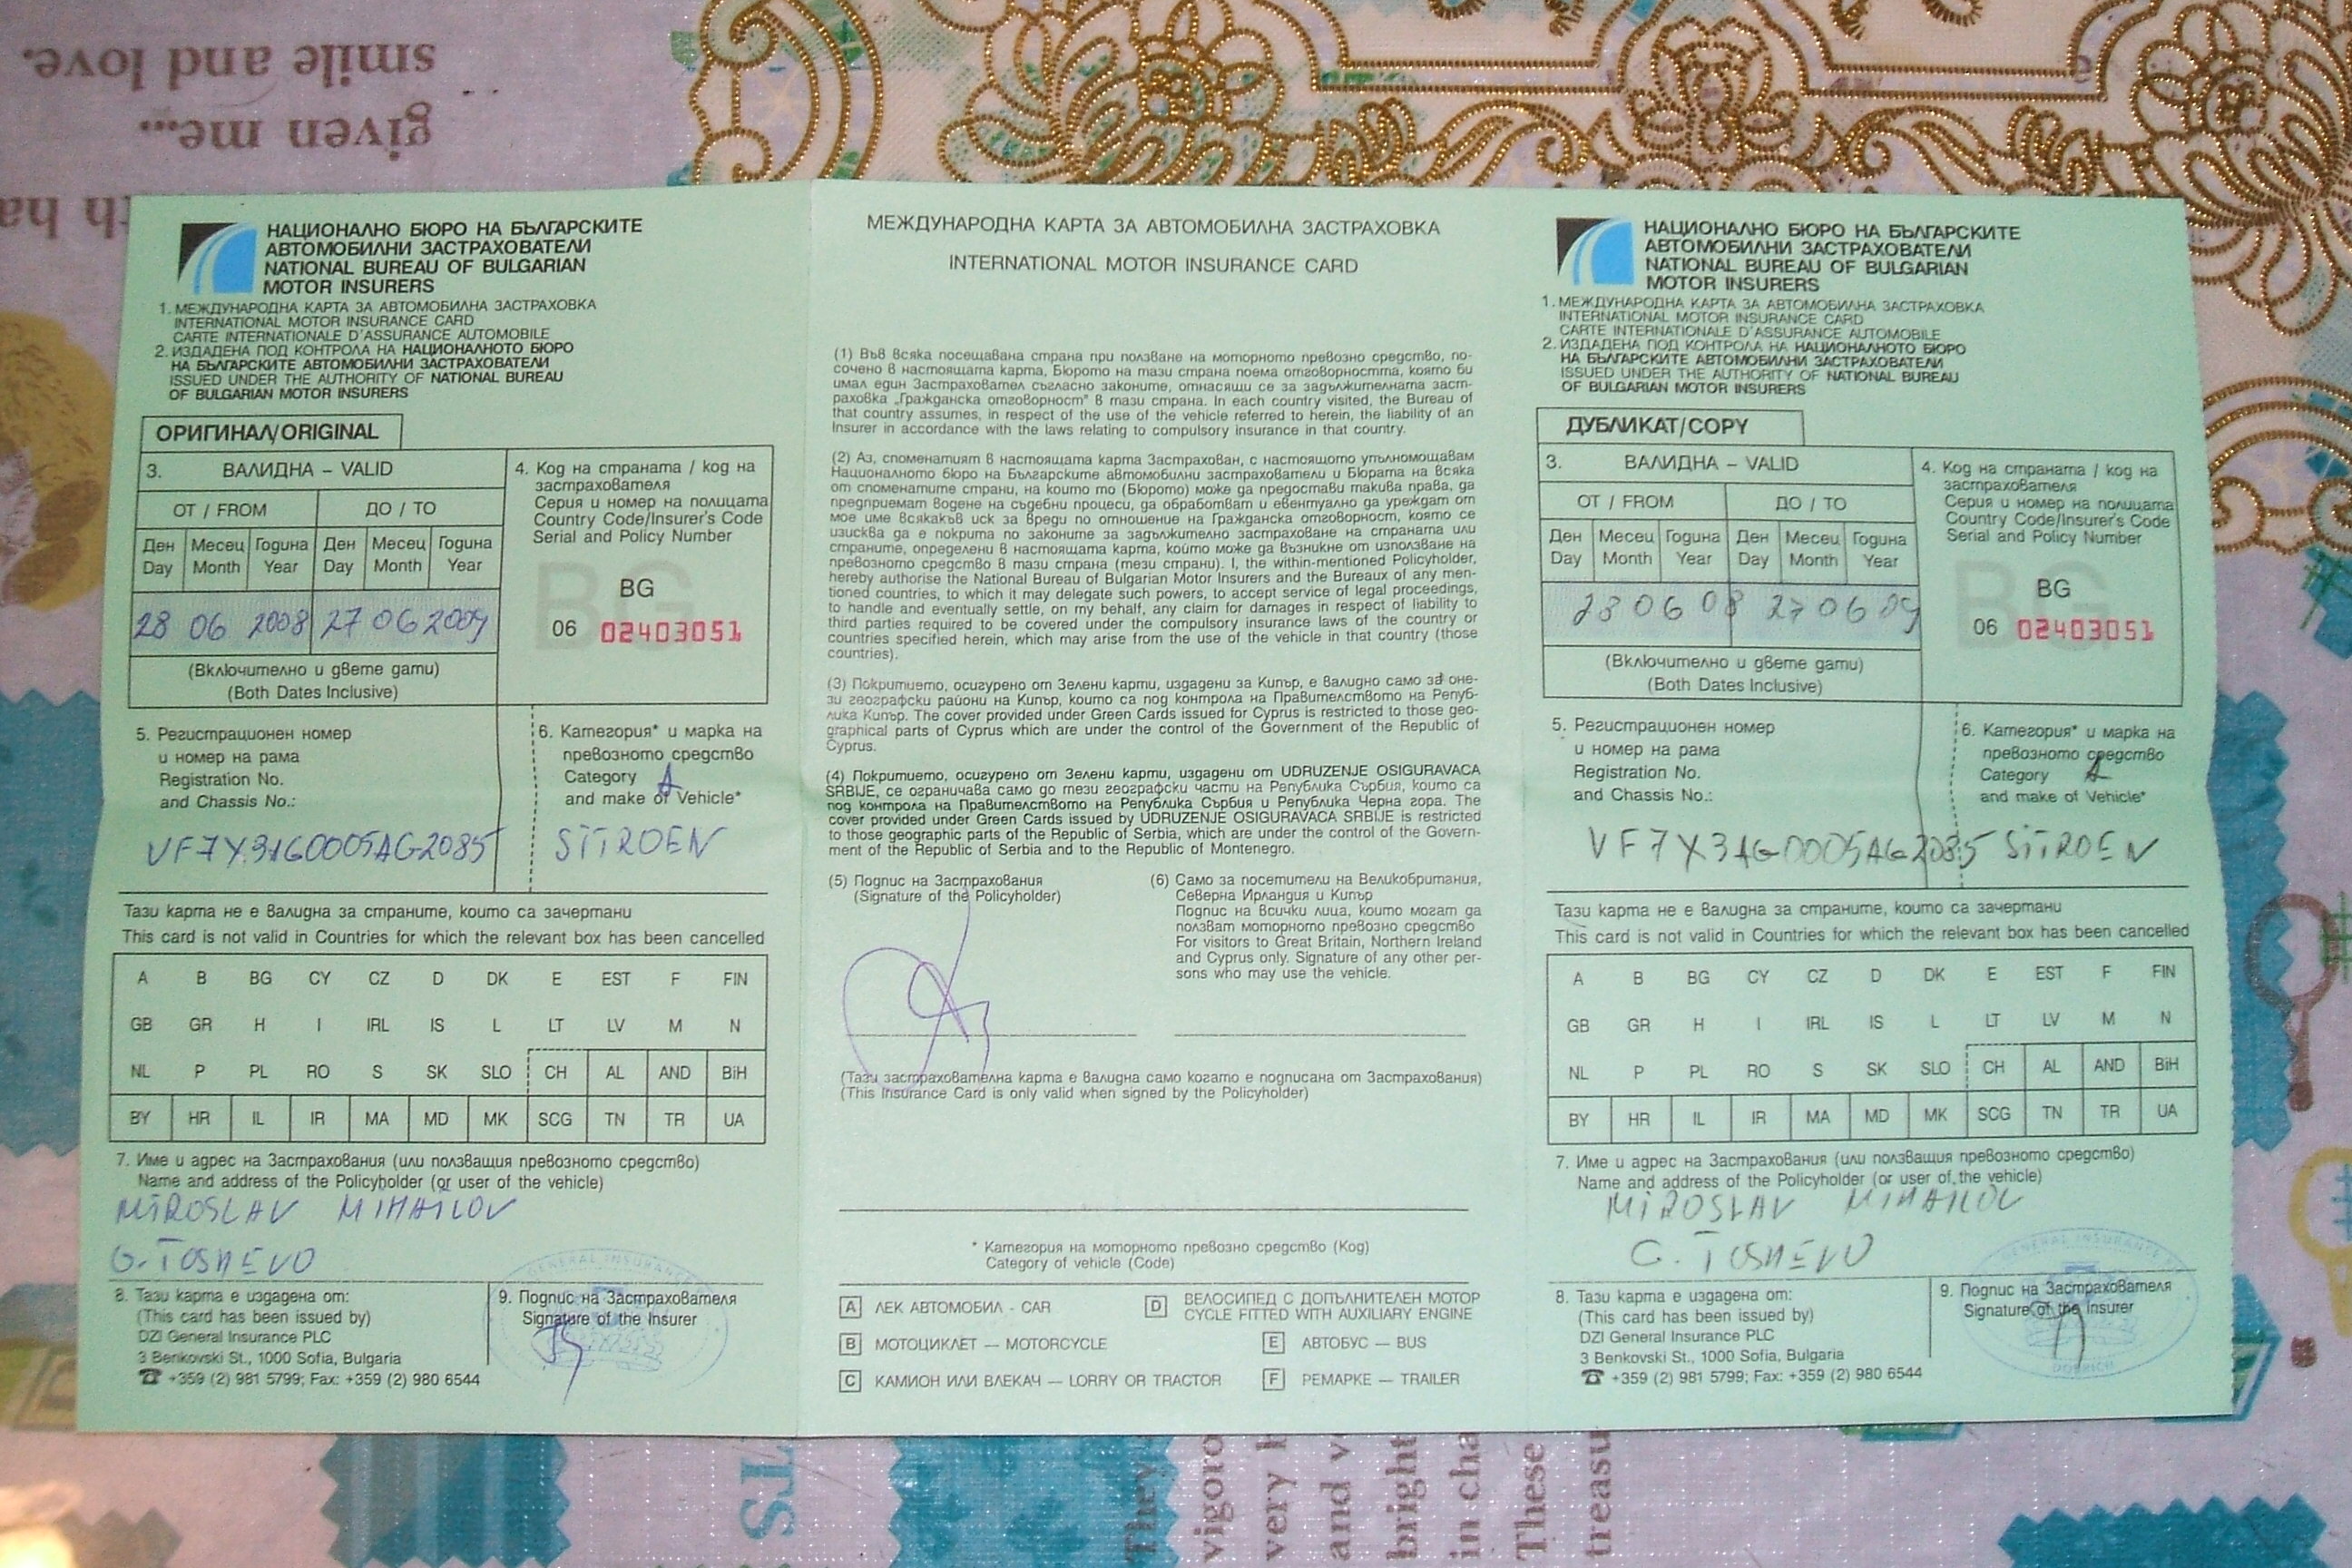 smile and love.
given me...
th ha
НАЦИОНАЛНО БЮРО НА БЪЛГАРСКИТЕ
АВТОМОБИЛНИ ЗАСТРАХОВАТЕЛИ
NATIONAL BUREAU OF BULGARIAN
MOTOR INSURERS
1. МЕЖДУНАРОДНА КАРТА ЗА АВТОМОБИЛНА ЗАСТРАХОВКА
INTERNATIONAL MOTOR INSURANCE CARD
CARTE INTERNATIONALE D'ASSURANCE AUTOMOBILE
2. ИЗДАДЕНА ПОД КОНТРОЛА НА НАЦИОНАЛНОТО БЮРО
НА БЪЛГАРСКИТЕ АВТОМОБИЛНИ ЗАСТРАХОВАТЕЛИ
ISSUED UNDER THE AUTHORITY OF NATIONAL BUREAU
OF BULGARIAN MOTOR INSURERS
ОРИГИНАЛ/ORIGINAL
3. ВАЛИДНА – VALID
ОТ / FROM ДО / TO
Ден Месец Година Ден Месец Година
Day Month Year Day Month Year
28 06 2008 27 06 2009
(Включително и двете дати)
(Both Dates Inclusive)
4. Код на страната / код на
застрахователя
Серия и номер на полицата
Country Code/Insurer's Code
Serial and Policy Number
BG
BG
06 02403051
5. Регистрационен номер
и номер на рама
Registration No.
and Chassis No.:
VF7X31G0005AG2085
6. Категория* и марка на
превозното средство
Category A
and make of Vehicle*
SITROEN
Тази карта не е валидна за страните, които са зачертани
This card is not valid in Countries for which the relevant box has been cancelled
A B BG CY CZ D DK E EST F FIN
GB GR H I IRL IS L LT LV M N
NL P PL RO S SK SLO CH AL AND BiH
BY HR IL IR MA MD MK SCG TN TR UA
7. Име и адрес на Застрахования (или ползващия превозното средство)
Name and address of the Policyholder (or user of the vehicle)
MIROSLAV MIHAILOV
G. TOSHEVO
8. Тази карта е издадена от:
(This card has been issued by)
DZI General Insurance PLC
3 Benkovski St., 1000 Sofia, Bulgaria
☎ +359 (2) 981 5799; Fax: +359 (2) 980 6544
9. Подпис на Застрахователя
Signature of the Insurer
GENERAL INSURANCE
МЕЖДУНАРОДНА КАРТА ЗА АВТОМОБИЛНА ЗАСТРАХОВКА
INTERNATIONAL MOTOR INSURANCE CARD
(1) Във всяка посещавана страна при ползване на моторното превозно средство, по-
сочено в настоящата карта, Бюрото на тази страна поема отговорността, която би
имал един Застраховател съгласно законите, отнасящи се за задължителната заст-
раховка „Гражданска отговорност" в тази страна. In each country visited, the Bureau of
that country assumes, in respect of the use of the vehicle referred to herein, the liability of an
Insurer in accordance with the laws relating to compulsory insurance in that country.
(2) Аз, споменатият в настоящата карта Застрахован, с настоящото упълномощавам
Националното бюро на Българските автомобилни застрахователи и Бюрата на всяка
от споменатите страни, на които то (Бюрото) може да предостави такива права, да
предприемат водене на съдебни процеси, да обработват и евентуално да уреждат от
мое име всякакъв иск за вреди по отношение на Гражданска отговорност, която се
изисква да е покрита по законите за задължително застраховане на страната или
страните, определени в настоящата карта, който може да възникне от използване на
превозното средство в тази страна (тези страни). I, the within-mentioned Policyholder,
hereby authorise the National Bureau of Bulgarian Motor Insurers and the Bureaux of any men-
tioned countries, to which it may delegate such powers, to accept service of legal proceedings,
to handle and eventually settle, on my behalf, any claim for damages in respect of liability to
third parties required to be covered under the compulsory insurance laws of the country or
countries specified herein, which may arise from the use of the vehicle in that country (those
countries).
(3) Покритието, осигурено от Зелени карти, издадени за Кипър, е валидно само за оне-
зи географски райони на Кипър, които са под контрола на Правителството на Репуб-
лика Кипър. The cover provided under Green Cards issued for Cyprus is restricted to those geo-
graphical parts of Cyprus which are under the control of the Government of the Republic of
Cyprus.
(4) Покритието, осигурено от Зелени карти, издадени от UDRUZENJE OSIGURAVACA
SRBIJE, се ограничава само до тези географски части на Република Сърбия, които са
под контрола на Правителството на Република Сърбия и Република Черна гора. The
cover provided under Green Cards issued by UDRUZENJE OSIGURAVACA SRBIJE is restricted
to those geographic parts of the Republic of Serbia, which are under the control of the Govern-
ment of the Republic of Serbia and to the Republic of Montenegro.
(5) Подпис на Застрахования
(Signature of the Policyholder)
(6) Само за посетители на Великобритания,
Северна Ирландия и Кипър
Подпис на всички лица, които могат да
ползват моторното превозно средство
For visitors to Great Britain, Northern Ireland
and Cyprus only. Signature of any other per-
sons who may use the vehicle.
(Тази застрахователна карта е валидна само когато е подписана от Застрахования)
(This Insurance Card is only valid when signed by the Policyholder)
* Категория на моторното превозно средство (Код)
Category of vehicle (Code)
A ЛЕК АВТОМОБИЛ - CAR
B МОТОЦИКЛЕТ — MOTORCYCLE
C КАМИОН ИЛИ ВЛЕКАЧ — LORRY OR TRACTOR
D ВЕЛОСИПЕД С ДОПЪЛНИТЕЛЕН МОТОР
CYCLE FITTED WITH AUXILIARY ENGINE
E АВТОБУС — BUS
F РЕМАРКЕ — TRAILER
НАЦИОНАЛНО БЮРО НА БЪЛГАРСКИТЕ
АВТОМОБИЛНИ ЗАСТРАХОВАТЕЛИ
NATIONAL BUREAU OF BULGARIAN
MOTOR INSURERS
1. МЕЖДУНАРОДНА КАРТА ЗА АВТОМОБИЛНА ЗАСТРАХОВКА
INTERNATIONAL MOTOR INSURANCE CARD
CARTE INTERNATIONALE D'ASSURANCE AUTOMOBILE
2. ИЗДАДЕНА ПОД КОНТРОЛА НА НАЦИОНАЛНОТО БЮРО
НА БЪЛГАРСКИТЕ АВТОМОБИЛНИ ЗАСТРАХОВАТЕЛИ
ISSUED UNDER THE AUTHORITY OF NATIONAL BUREAU
OF BULGARIAN MOTOR INSURERS
ДУБЛИКАТ/COPY
3. ВАЛИДНА – VALID
ОТ / FROM ДО / TO
Ден Месец Година Ден Месец Година
Day Month Year Day Month Year
28 06 08 27 06 09
(Включително и двете дати)
(Both Dates Inclusive)
4. Код на страната / код на
застрахователя
Серия и номер на полицата
Country Code/Insurer's Code
Serial and Policy Number
BG
BG
06 02403051
5. Регистрационен номер
и номер на рама
Registration No.
and Chassis No.:
VF7X3AG0005AG2085
6. Категория* и марка на
превозното средство
Category A
and make of Vehicle*
SITROEN
Тази карта не е валидна за страните, които са зачертани
This card is not valid in Countries for which the relevant box has been cancelled
A B BG CY CZ D DK E EST F FIN
GB GR H I IRL IS L LT LV M N
NL P PL RO S SK SLO CH AL AND BiH
BY HR IL IR MA MD MK SCG TN TR UA
7. Име и адрес на Застрахования (или ползващия превозното средство)
Name and address of the Policyholder (or user of the vehicle)
MIROSLAV MIHAILOV
G. TOSHEVO
8. Тази карта е издадена от:
(This card has been issued by)
DZI General Insurance PLC
3 Benkovski St., 1000 Sofia, Bulgaria
☎ +359 (2) 981 5799; Fax: +359 (2) 980 6544
9. Подпис на Застрахователя
Signature of the Insurer
GENERAL INSURANCE
DOBRICH
STS
They
vigoro
very h
and v
bright
in cha
These
treasu